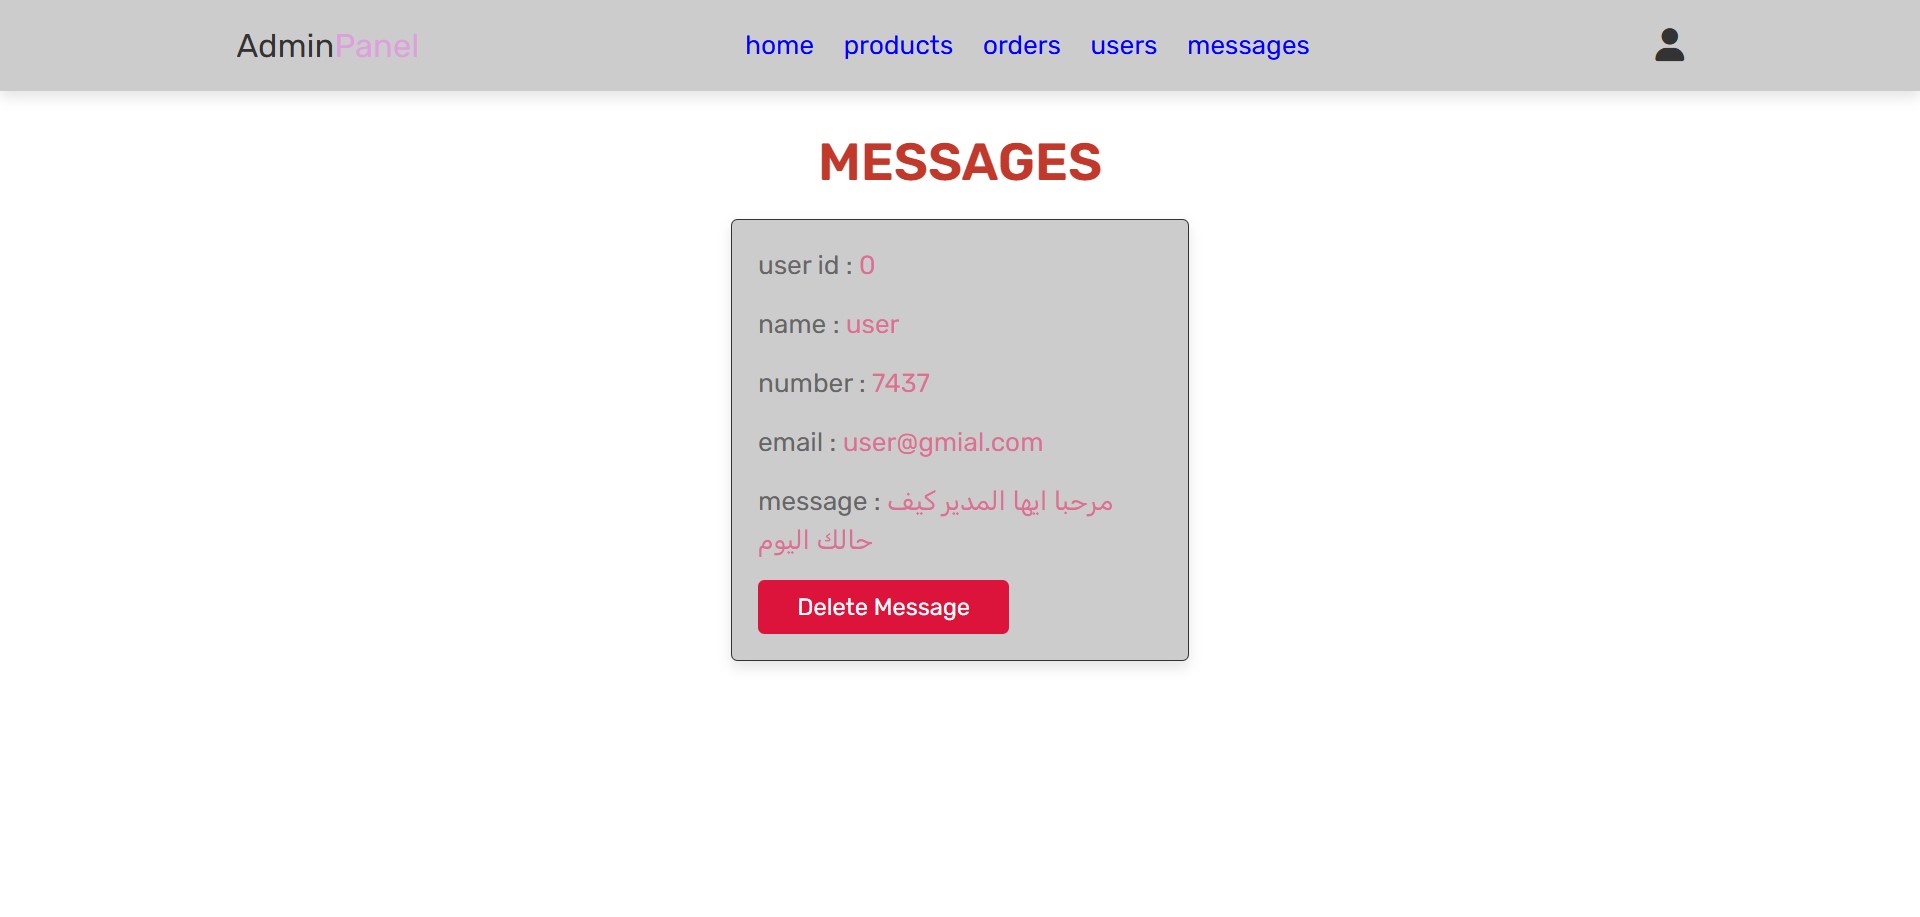 AdminPanel
home products orders users messages
MESSAGES
user id : 0
name : user
number : 7437
email : user@gmial.com
message : مرحبا ايها المدير كيف
حالك اليوم
Delete Message